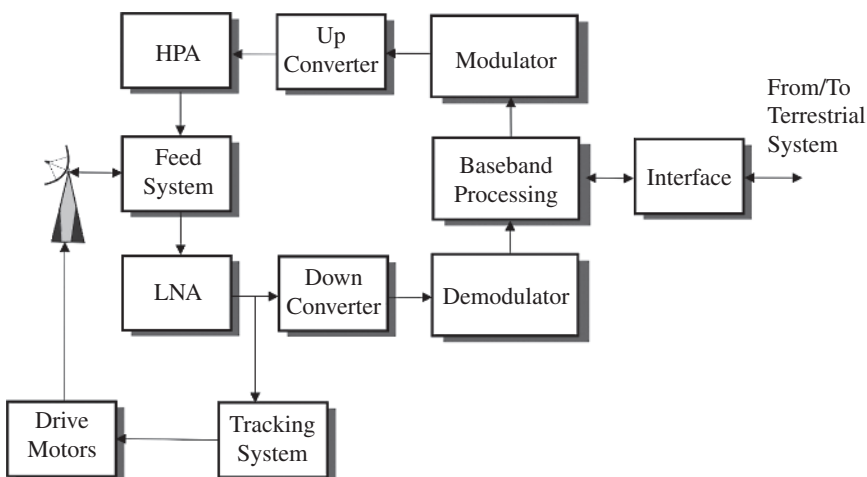 HPA
Up
Converter
Modulator
From/To
Terrestrial
System
Feed
System
Baseband
Processing
Interface
LNA
Down
Converter
Demodulator
Drive
Motors
Tracking
System